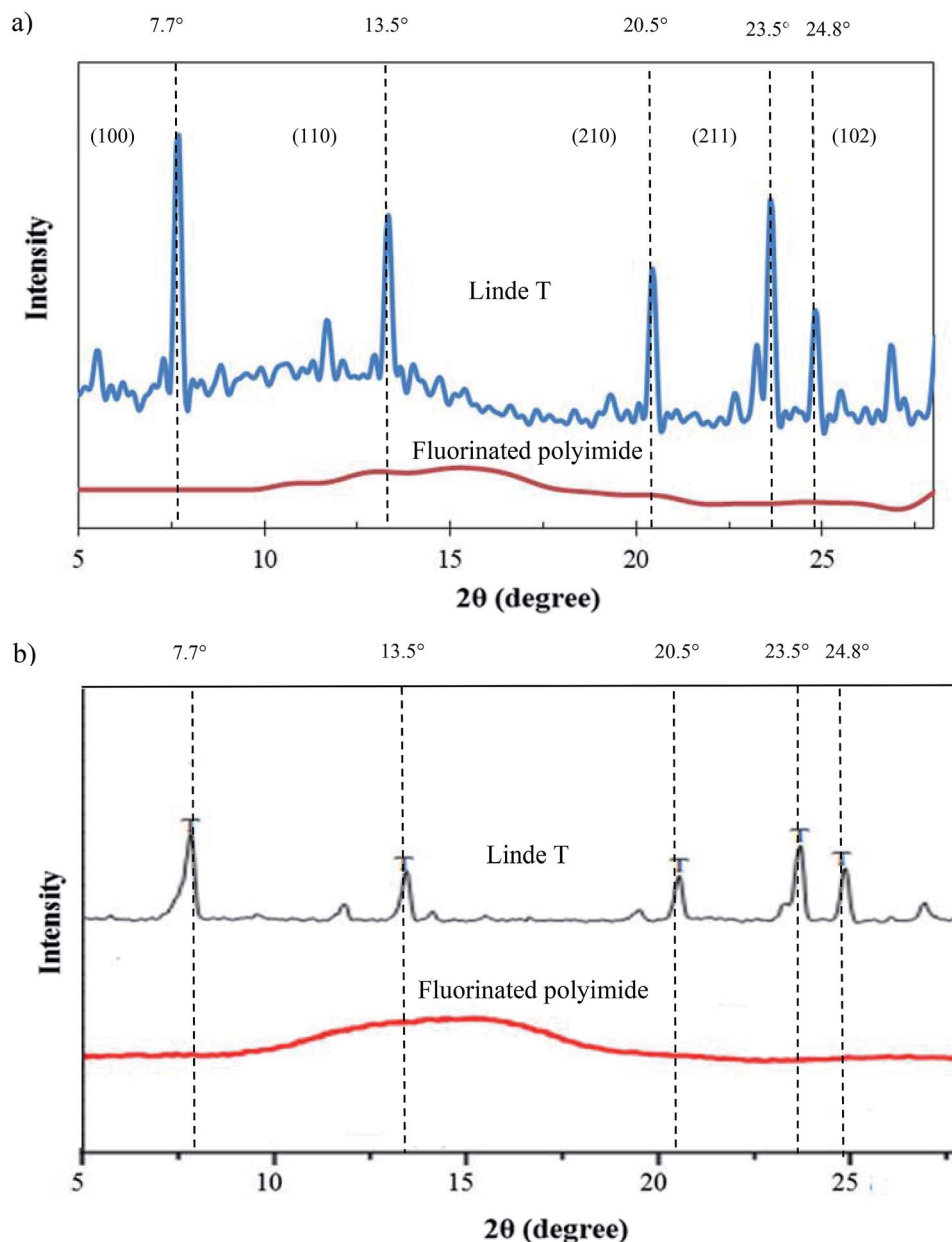 a)
7.7° 13.5° 20.5° 23.5° 24.8°
(100) (110) (210) (211) (102)
Linde T
Fluorinated polyimide
Intensity
5 10 15 20 25
2θ (degree)
b)
7.7° 13.5° 20.5° 23.5° 24.8°
T T T T T
Linde T
Fluorinated polyimide
Intensity
5 10 15 20 25
2θ (degree)